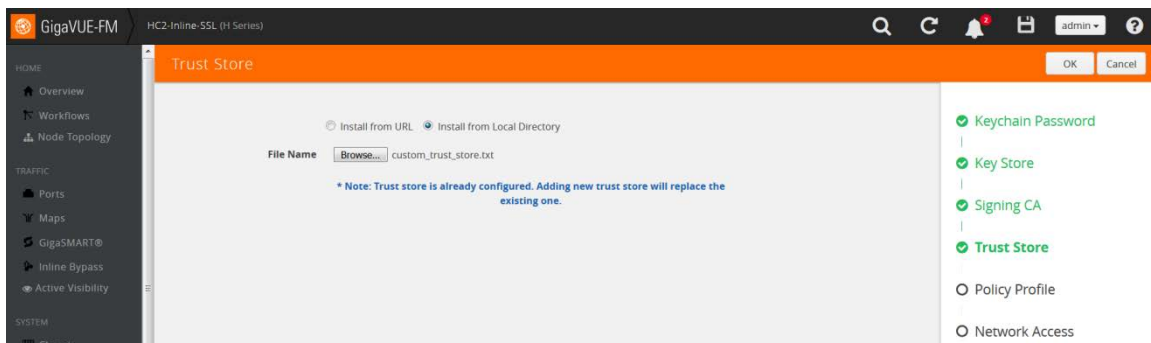 GigaVUE-FM
HC2-Inline-SSL (H Series)
2
admin
?
HOME
Overview
Workflows
Node Topology
TRAFFIC
Ports
Maps
GigaSMART®
Inline Bypass
Active Visibility
SYSTEM
Trust Store
OK
Cancel
Install from URL
Install from Local Directory
File Name
Browse...
custom_trust_store.txt
* Note: Trust store is already configured. Adding new trust store will replace the
existing one.
Keychain Password
Key Store
Signing CA
Trust Store
Policy Profile
Network Access